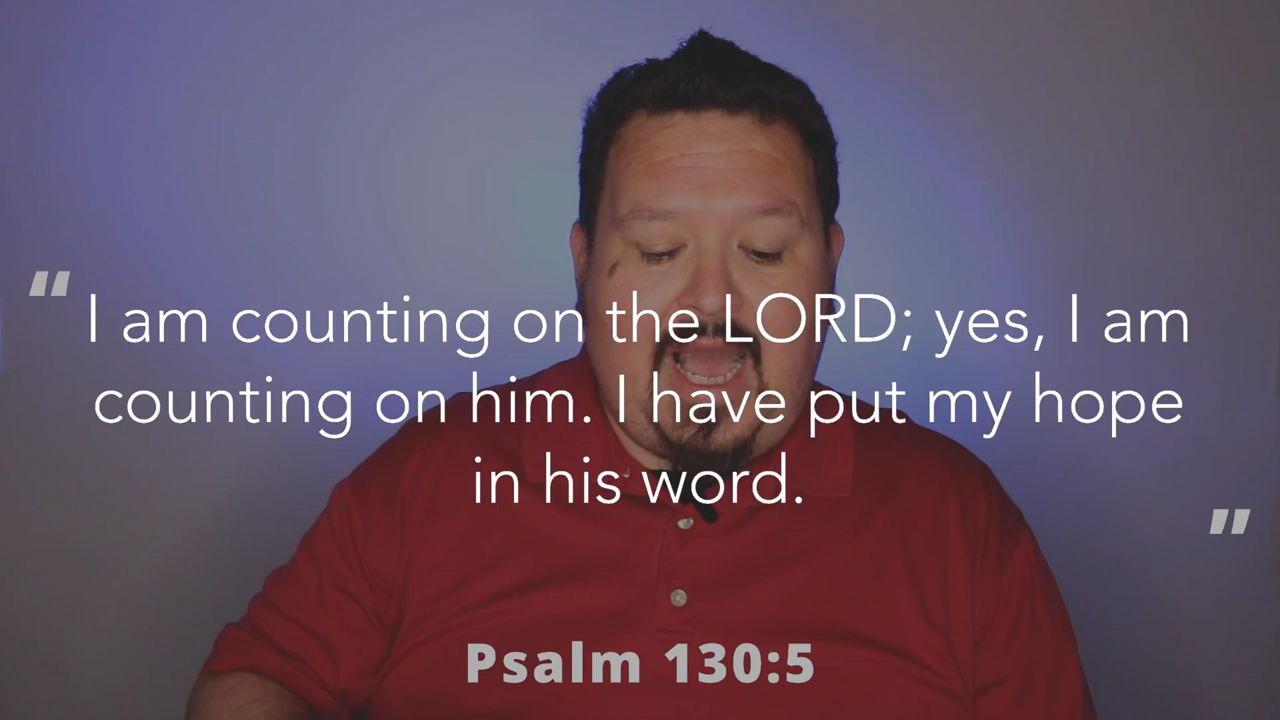 “
I am counting on the LORD; yes, I am
counting on him. I have put my hope
in his word.
”
Psalm 130:5